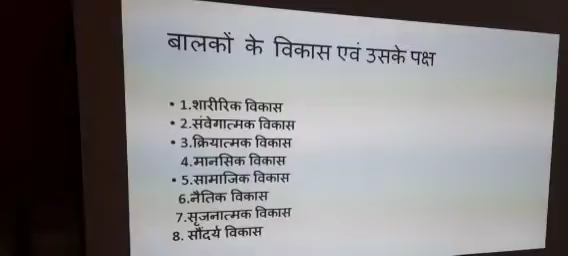 बालकों के विकास एवं उसके पक्ष
• 1.शारीरिक विकास
• 2.संवेगात्मक विकास
• 3.क्रियात्मक विकास
4.मानसिक विकास
• 5.सामाजिक विकास
6.नैतिक विकास
7.सृजनात्मक विकास
8. सौंदर्य विकास